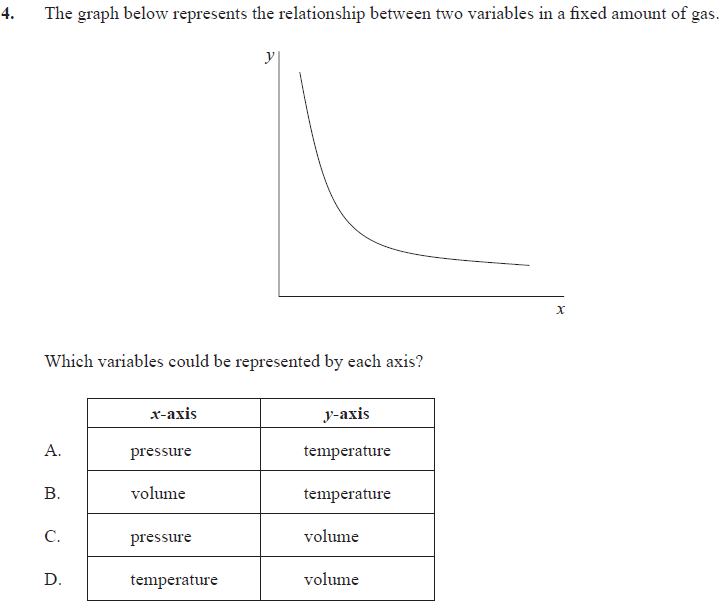 4. The graph below represents the relationship between two variables in a fixed amount of gas.
y
x
Which variables could be represented by each axis?
x-axis y-axis
A. pressure temperature
B. volume temperature
C. pressure volume
D. temperature volume